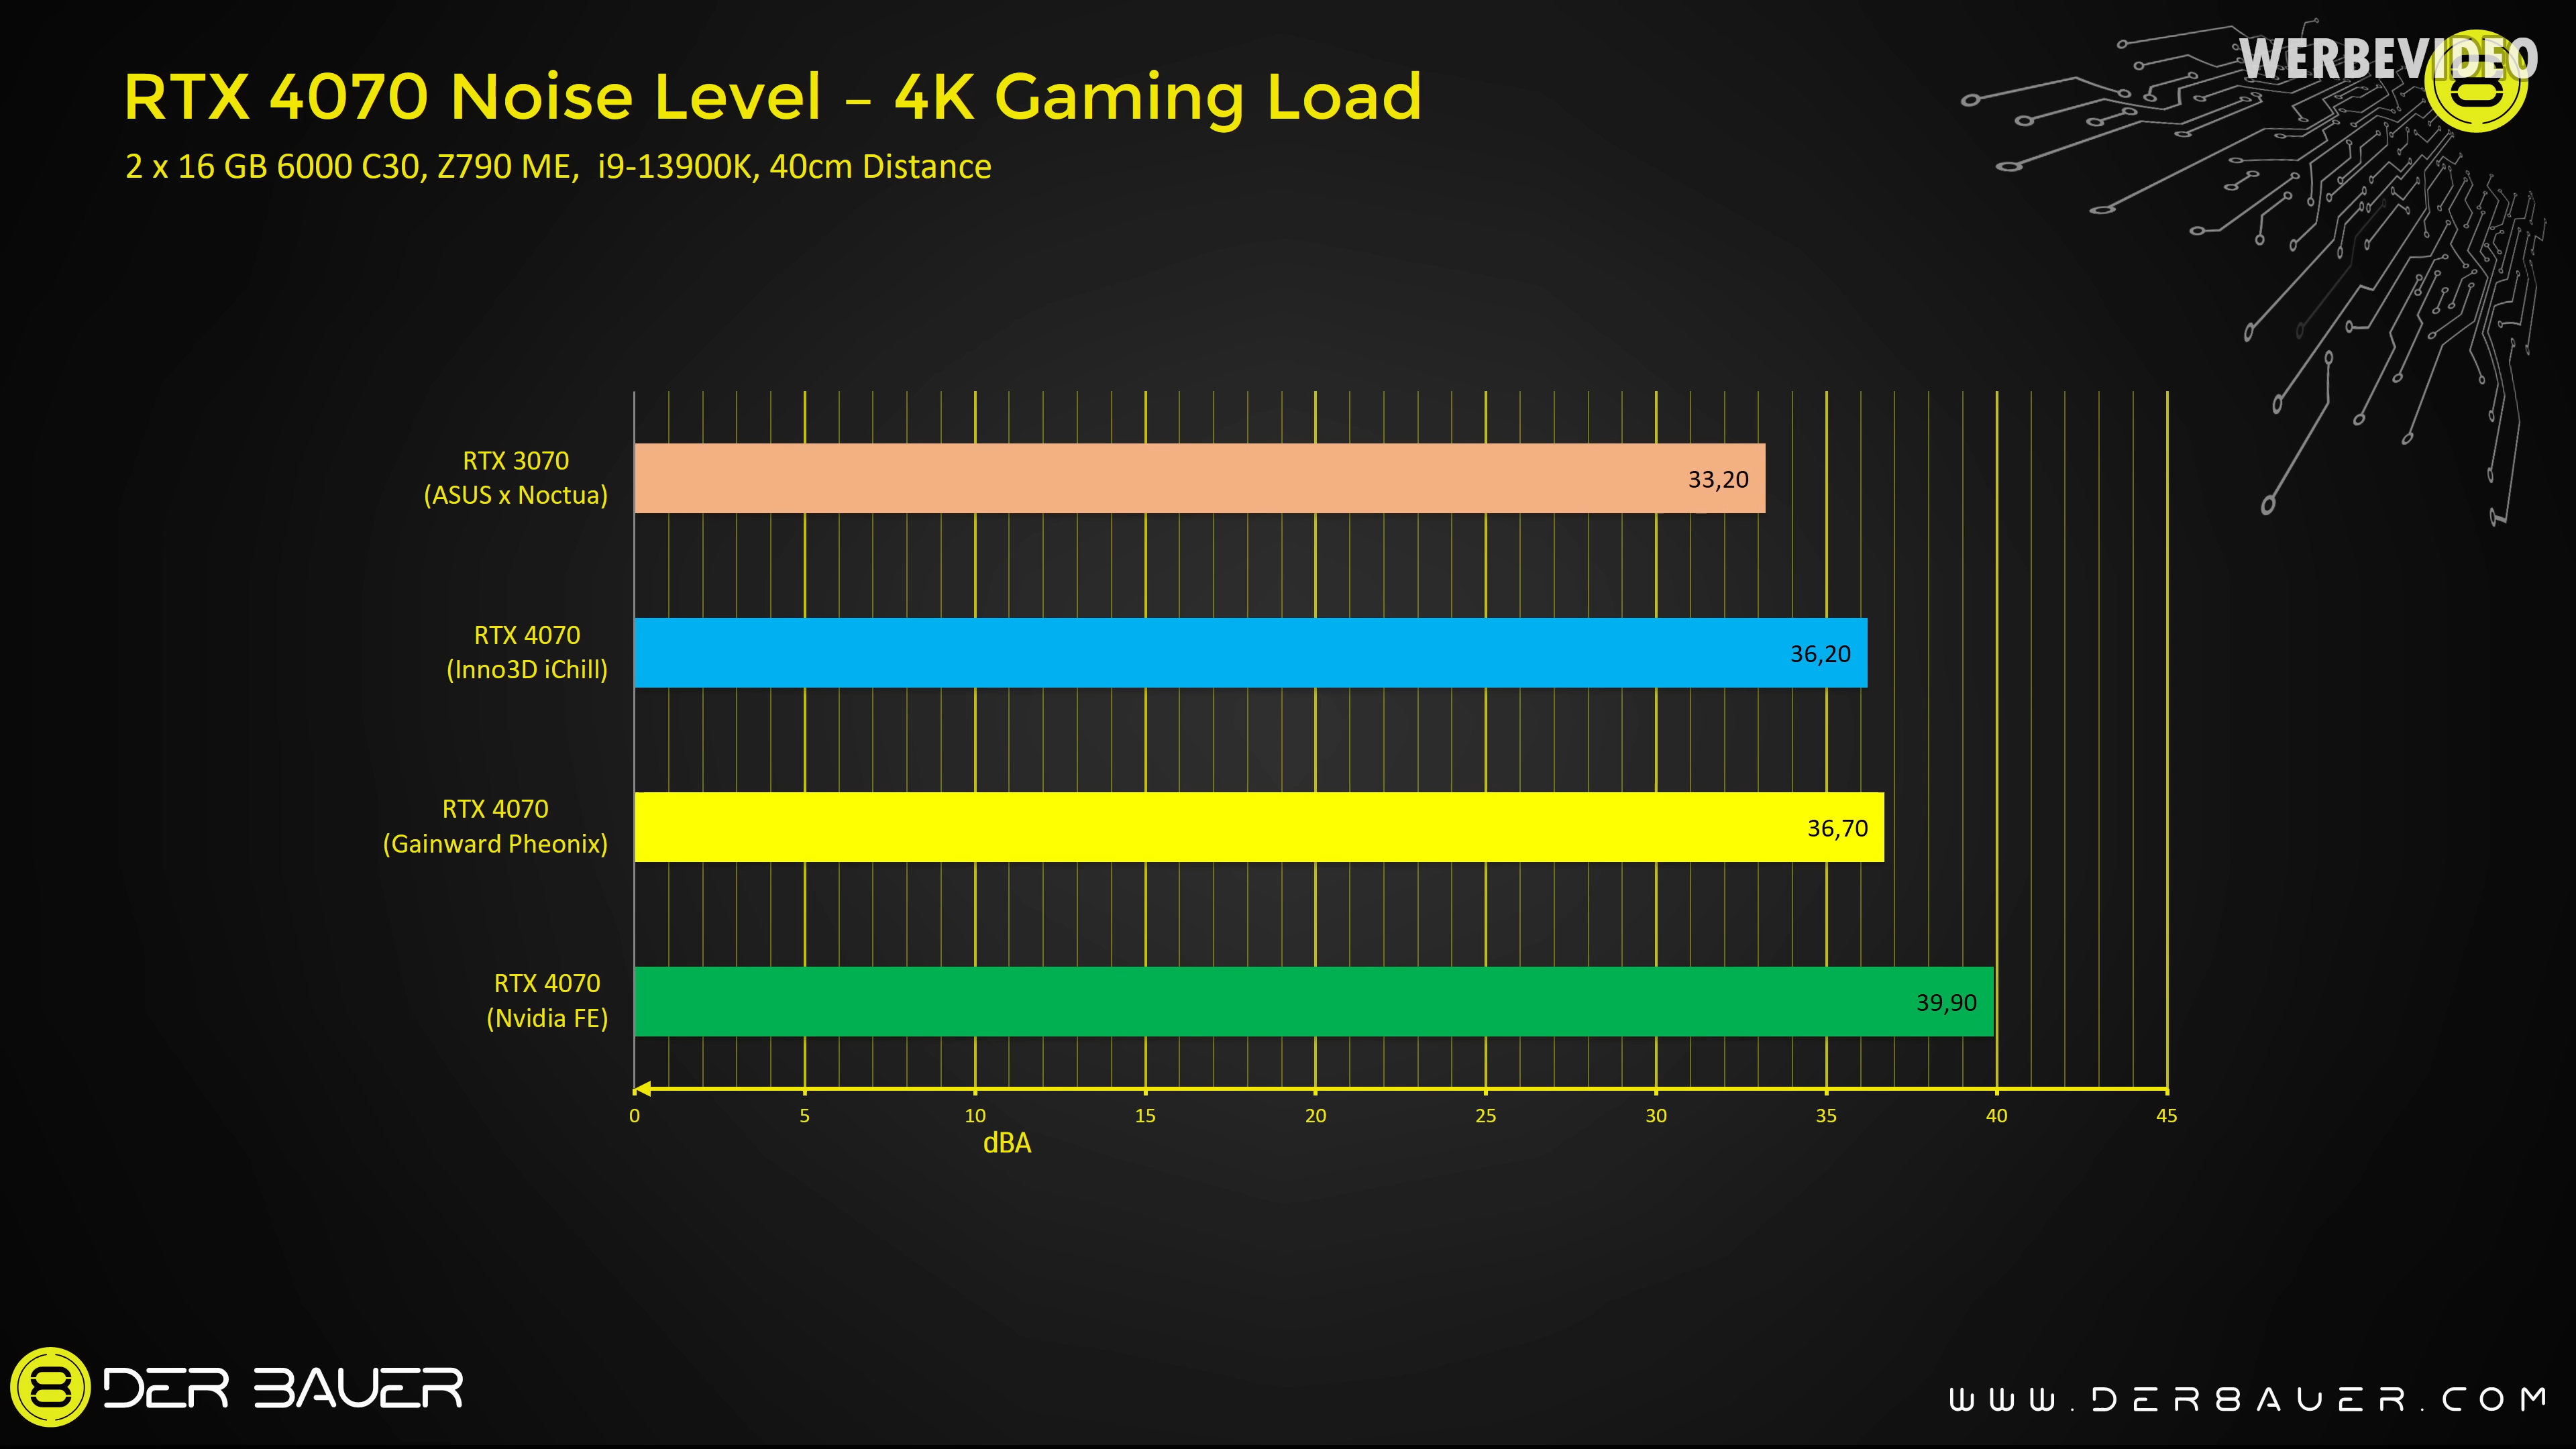 WERBEVIDEO
RTX 4070 Noise Level – 4K Gaming Load
2 x 16 GB 6000 C30, Z790 ME, i9-13900K, 40cm Distance
RTX 3070
(ASUS x Noctua)
33,20
RTX 4070
(Inno3D iChill)
36,20
RTX 4070
(Gainward Pheonix)
36,70
RTX 4070
(Nvidia FE)
39,90
0 5 10 15 20 25 30 35 40 45
dBA
DER 8AUER
WWW.DER8AUER.COM